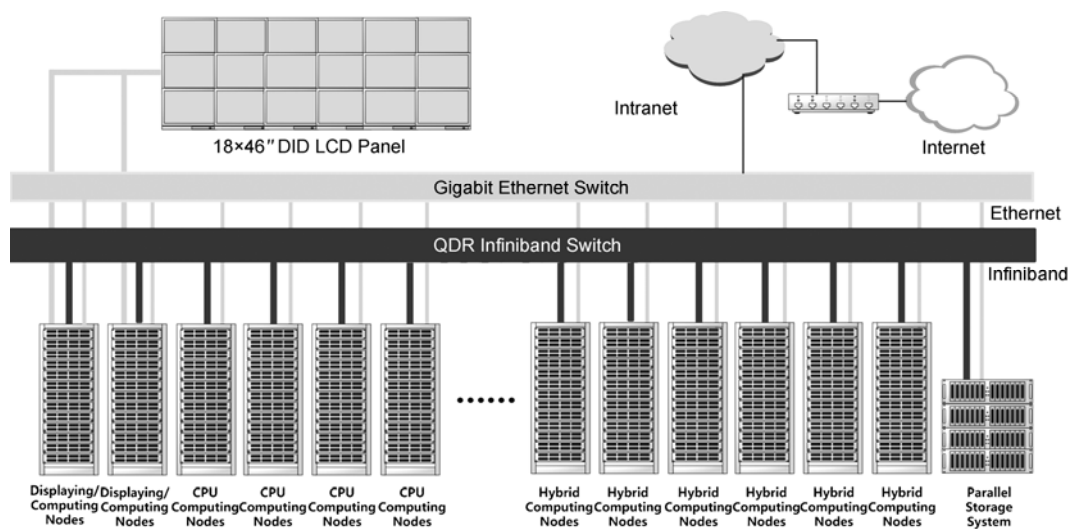 18×46″ DID LCD Panel
Intranet
Internet
Gigabit Ethernet Switch
Ethernet
QDR Infiniband Switch
Infiniband
Displaying/
Computing
Nodes
Displaying/
Computing
Nodes
CPU
Computing
Nodes
CPU
Computing
Nodes
CPU
Computing
Nodes
CPU
Computing
Nodes
Hybrid
Computing
Nodes
Hybrid
Computing
Nodes
Hybrid
Computing
Nodes
Hybrid
Computing
Nodes
Hybrid
Computing
Nodes
Hybrid
Computing
Nodes
Parallel
Storage
System